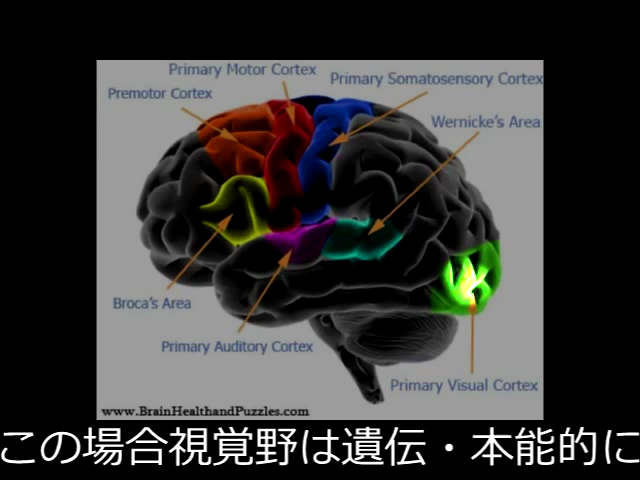 Primary Motor Cortex
Primary Somatosensory Cortex
Premotor Cortex
Wernicke's Area
Broca's Area
Primary Auditory Cortex
Primary Visual Cortex
www.BrainHealthandPuzzles.com
この場合視覚野は遺伝・本能的に